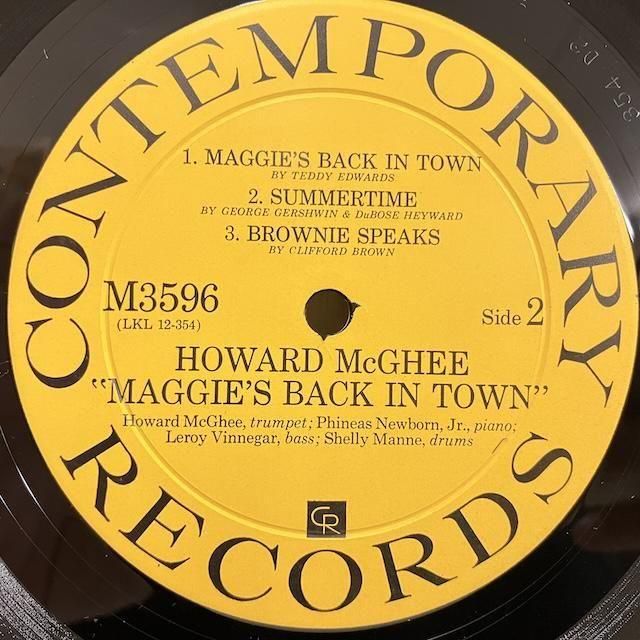 CONTEMPORARY
354 D2
1. MAGGIE'S BACK IN TOWN
BY TEDDY EDWARDS
2. SUMMERTIME
BY GEORGE GERSHWIN & DuBOSE HEYWARD
3. BROWNIE SPEAKS
BY CLIFFORD BROWN
M3596
(LKL 12-354)
Side 2
HOWARD McGHEE
"MAGGIE'S BACK IN TOWN"
Howard McGhee, trumpet; Phineas Newborn, Jr., piano;
Leroy Vinnegar, bass; Shelly Manne, drums
CR
RECORDS